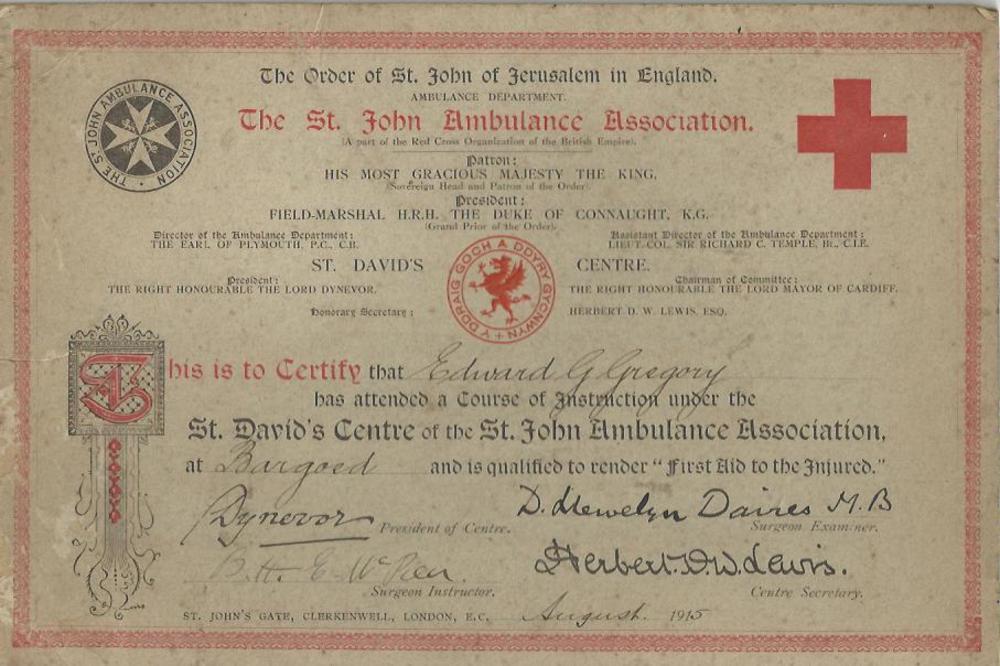 The Order of St. John of Jerusalem in England.
AMBULANCE DEPARTMENT.
The St. John Ambulance Association.
(A part of the Red Cross Organization of the British Empire).
THE ST JOHN AMBULANCE ASSOCIATION
Patron:
HIS MOST GRACIOUS MAJESTY THE KING,
(Sovereign Head and Patron of the Order).
President:
FIELD-MARSHAL H.R.H. THE DUKE OF CONNAUGHT, K.G.
(Grand Prior of the Order).
Director of the Ambulance Department:
THE EARL OF PLYMOUTH, P.C., C.B.
Assistant Director of the Ambulance Department:
LIEUT.-COL. SIR RICHARD C. TEMPLE, Bt., C.I.E.
ST. DAVID'S CENTRE.
Y DDRAIG GOCH A DDYRY GYCHWYN
President:
THE RIGHT HONOURABLE THE LORD DYNEVOR.
Chairman of Committee:
THE RIGHT HONOURABLE THE LORD MAYOR OF CARDIFF.
Honorary Secretary: HERBERT D. W. LEWIS, ESQ.
This is to Certify that Edward G Gregory
has attended a Course of Instruction under the
St. David's Centre of the St. John Ambulance Association,
at Bargoed and is qualified to render "First Aid to the Injured."
Dynevor President of Centre.
D. Llewelyn Davies M.B
Surgeon Examiner.
Surgeon Instructor.
Herbert D. W. Lewis.
Centre Secretary.
ST. JOHN'S GATE, CLERKENWELL, LONDON, E.C. August 1915